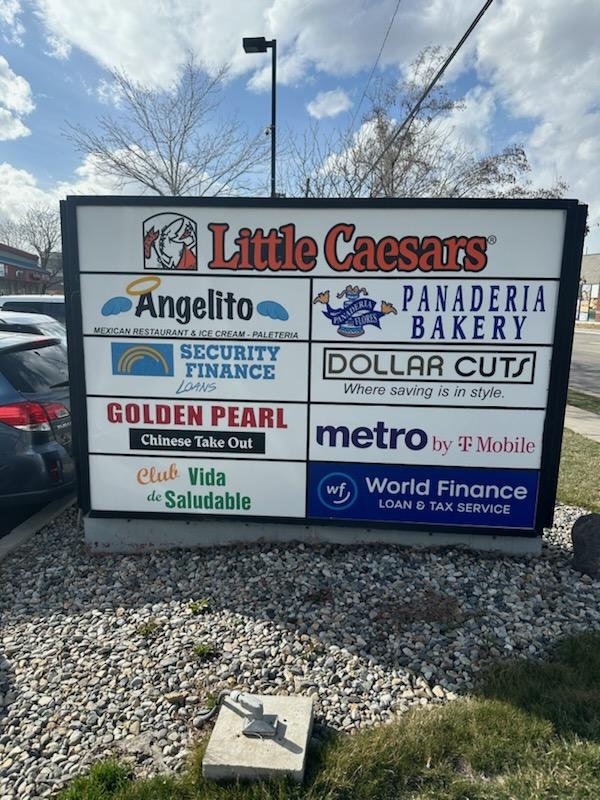 Little Caesars®
Angelito
MEXICAN RESTAURANT & ICE CREAM - PALETERIA
PANADERIA
FLORES
PANADERIA
BAKERY
SECURITY
FINANCE
LOANS
DOLLAR CUTS
Where saving is in style.
GOLDEN PEARL
Chinese Take Out
metro by T Mobile
Club Vida
de Saludable
wf
World Finance
LOAN & TAX SERVICE